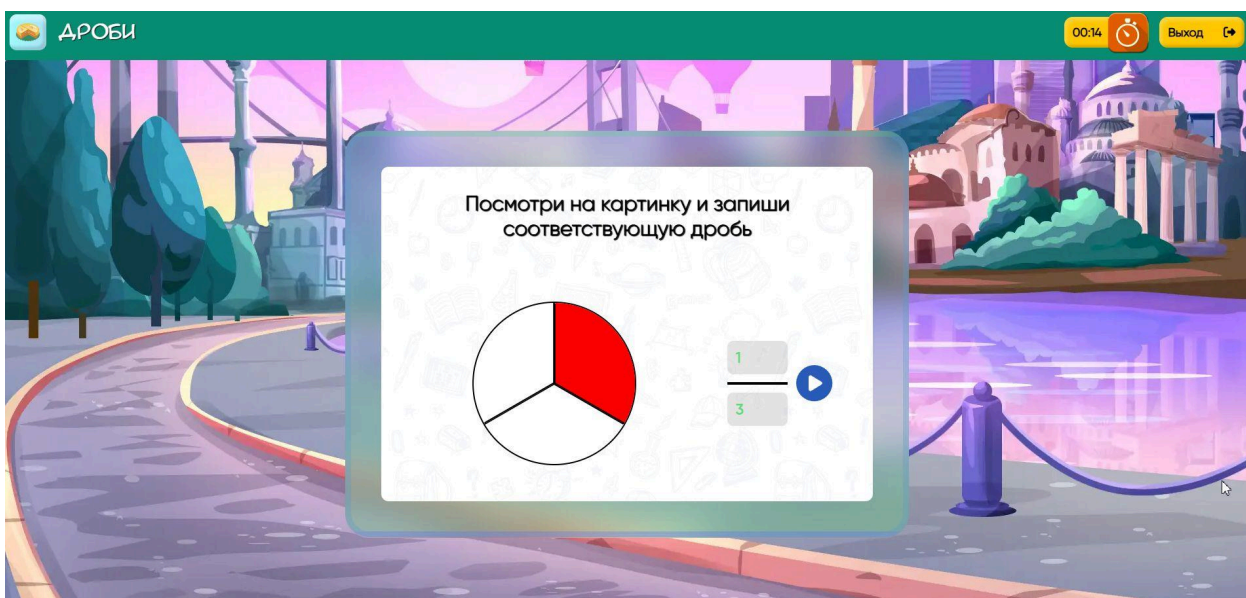 ДРОБИ
00:14
Выход
Посмотри на картинку и запиши
соответствующую дробь
1
3